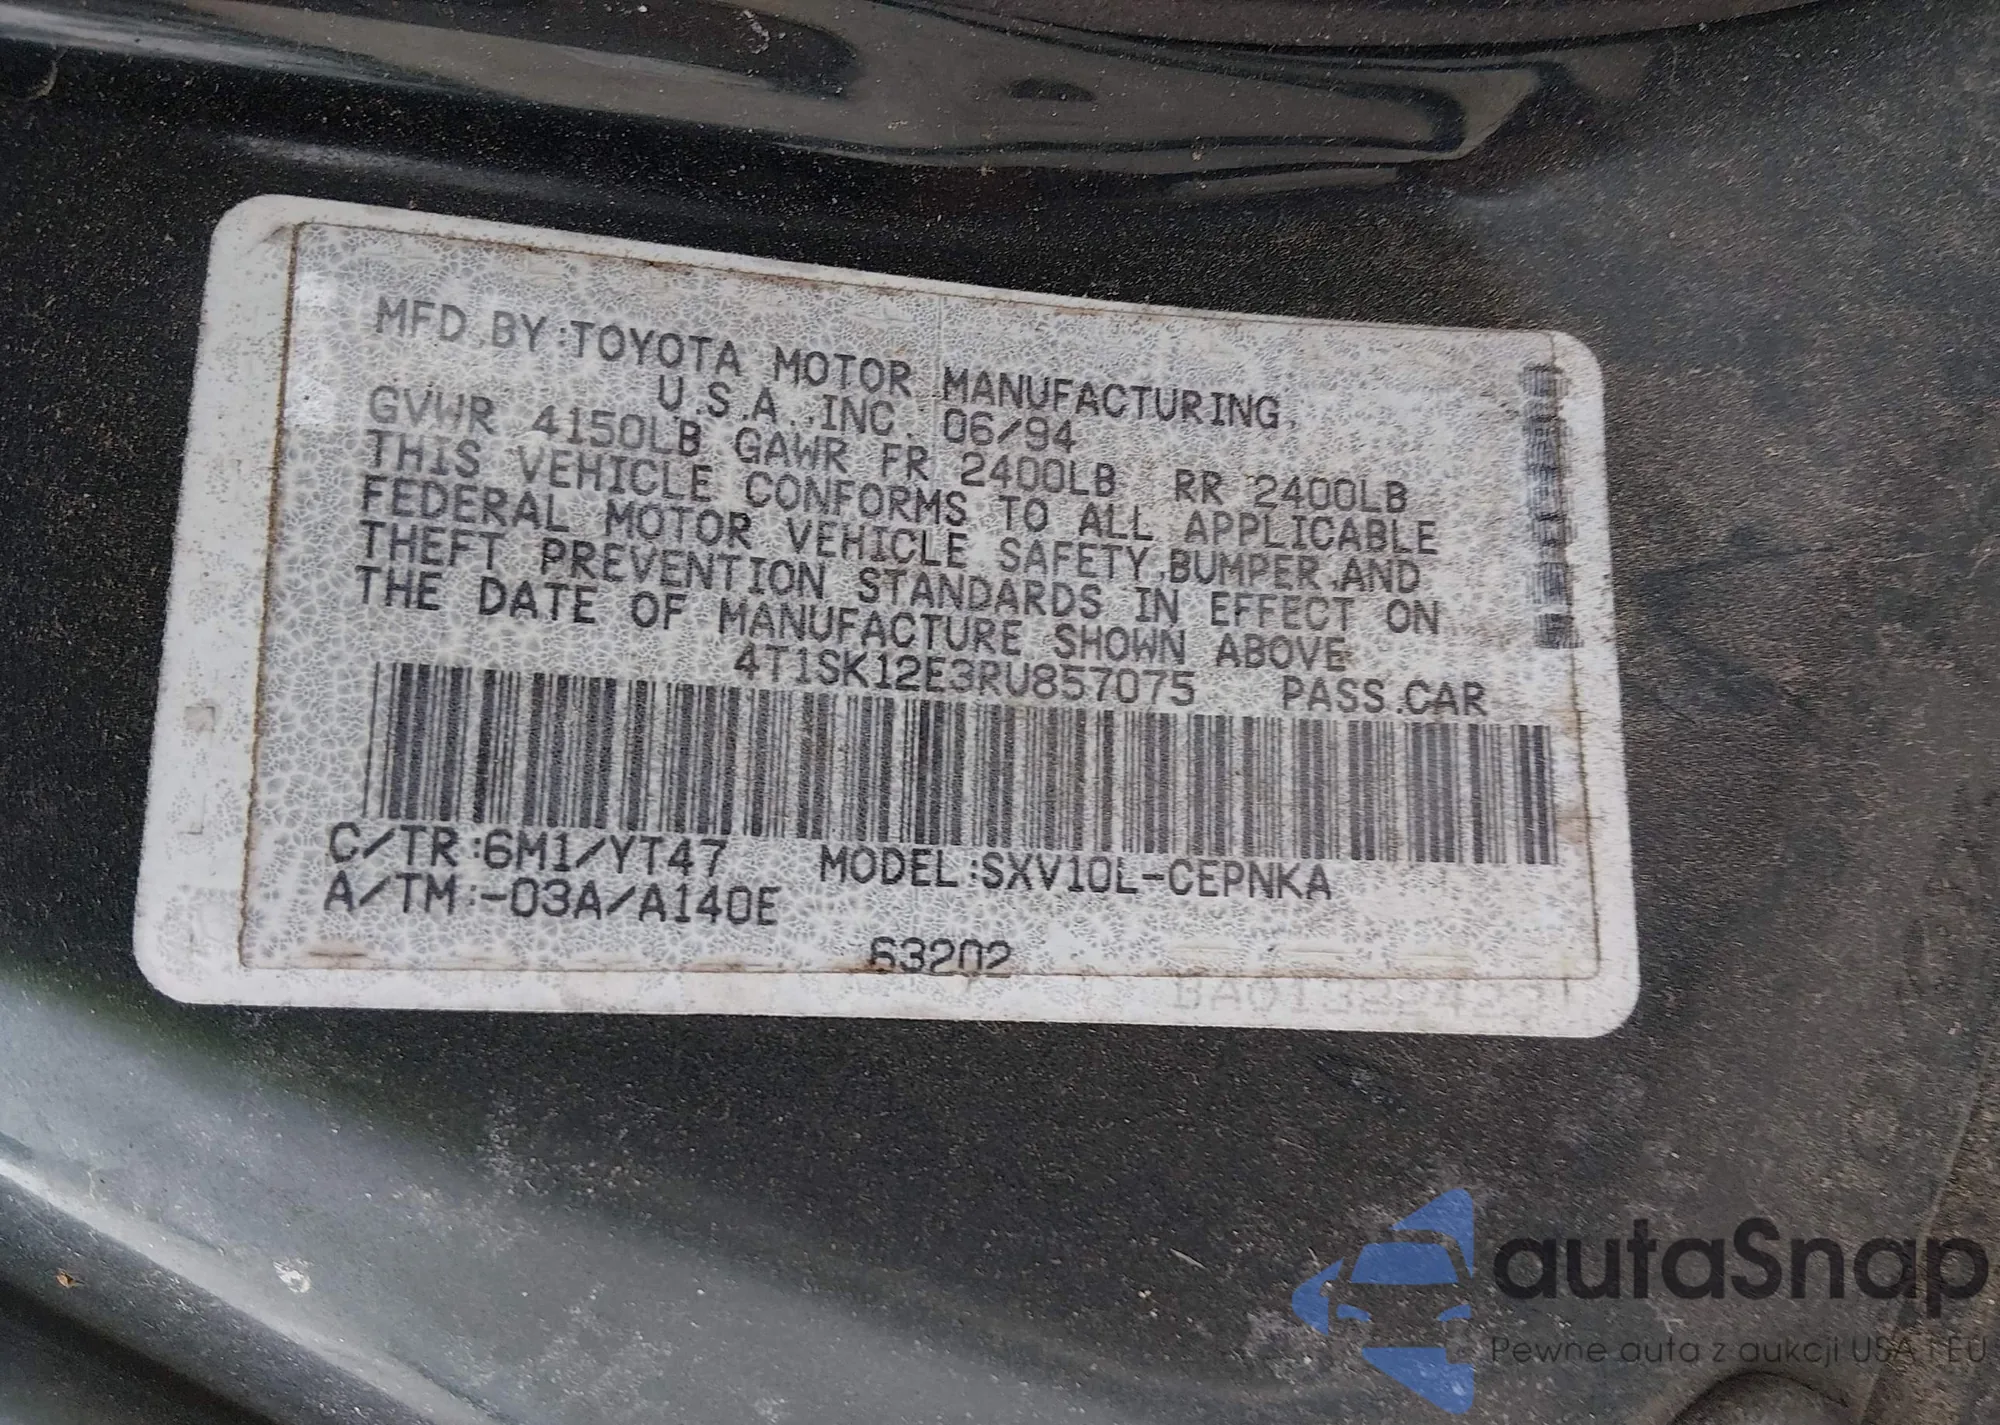 MFD.BY:TOYOTA MOTOR MANUFACTURING,
U.S.A.,INC. 06/94
GVWR 4150LB GAWR FR 2400LB RR 2400LB
THIS VEHICLE CONFORMS TO ALL APPLICABLE
FEDERAL MOTOR VEHICLE SAFETY,BUMPER,AND
THEFT PREVENTION STANDARDS IN EFFECT ON
THE DATE OF MANUFACTURE SHOWN ABOVE
4T1SK12E3RU857075 PASS.CAR
C/TR:6M1/YT47 MODEL:SXV10L-CEPNKA
A/TM:-03A/A140E
63202
autaSnap
Pewne auta z aukcji USA i EU